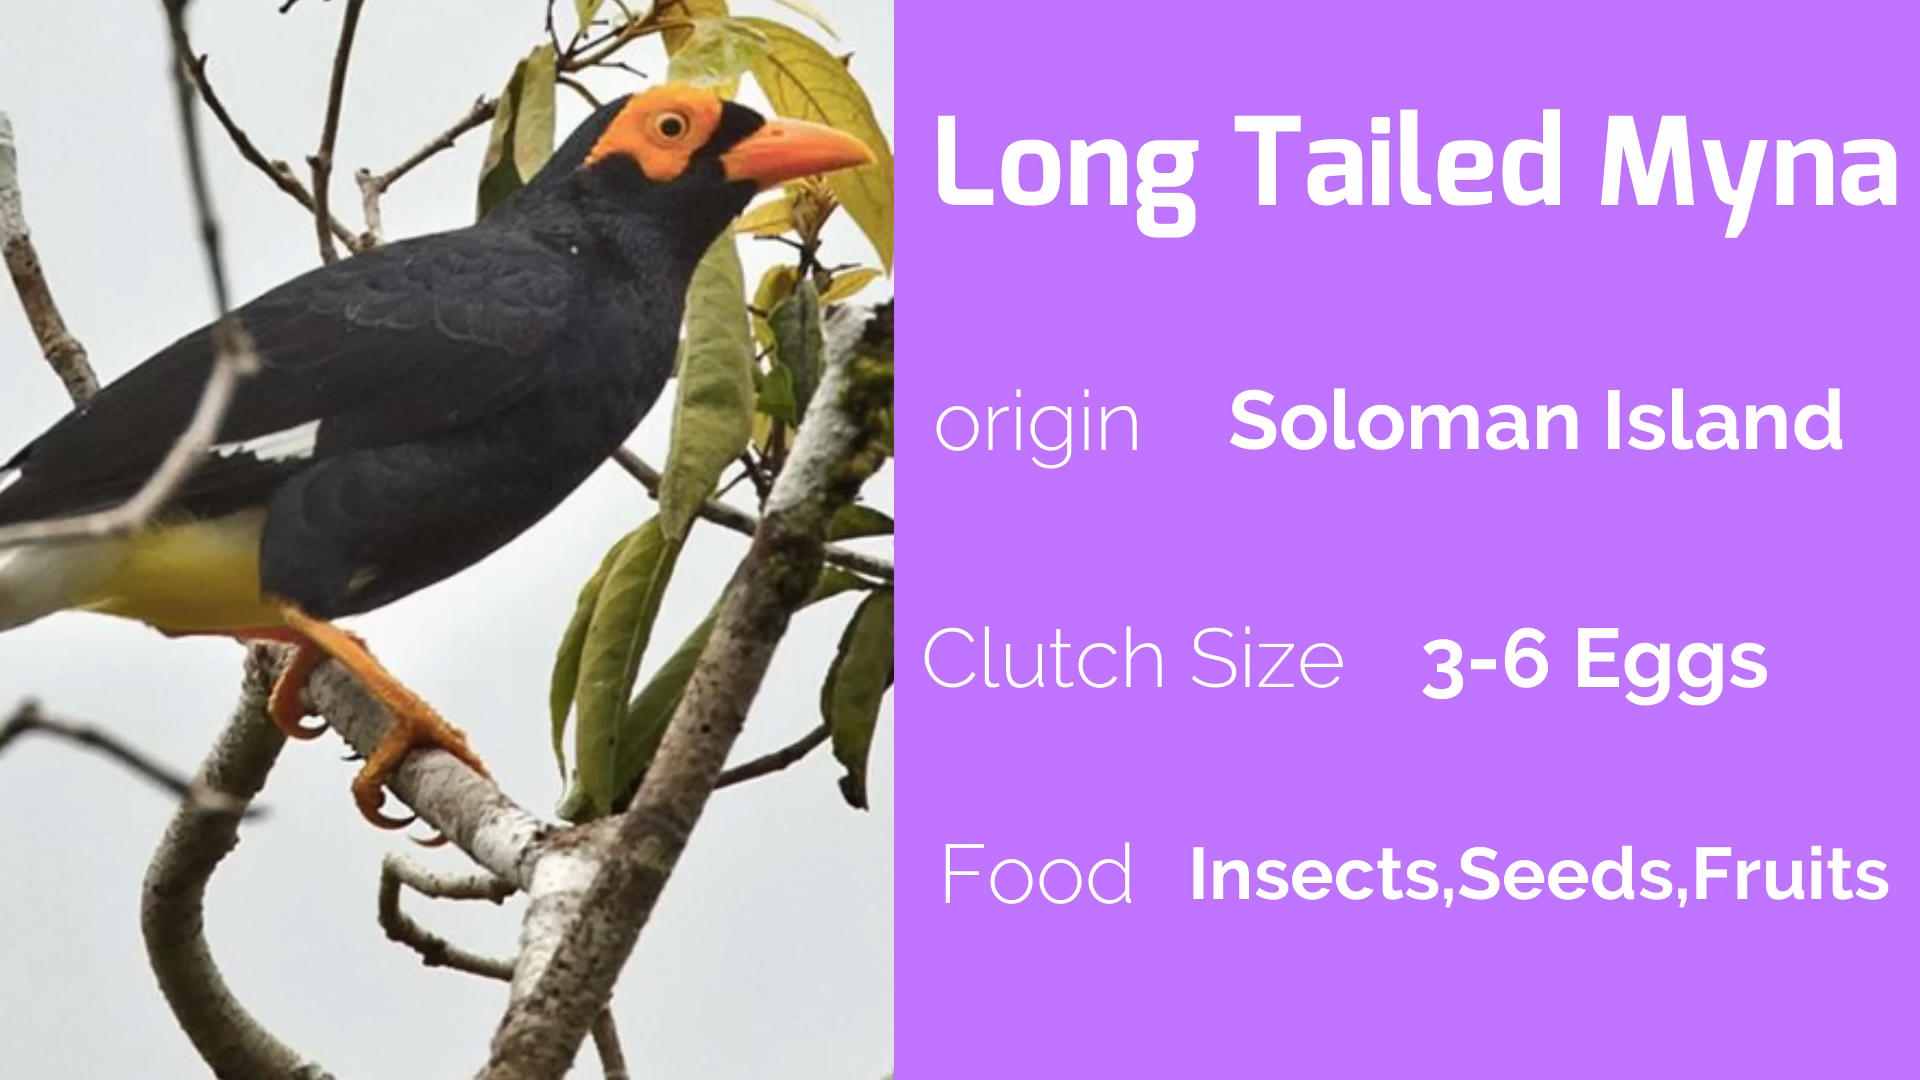 Long Tailed Myna
origin Soloman Island
Clutch Size 3-6 Eggs
Food Insects,Seeds,Fruits